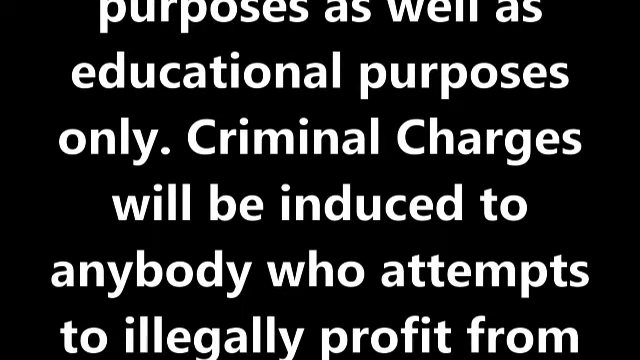 purposes as well as
educational purposes
only. Criminal Charges
will be induced to
anybody who attempts
to illegally profit from